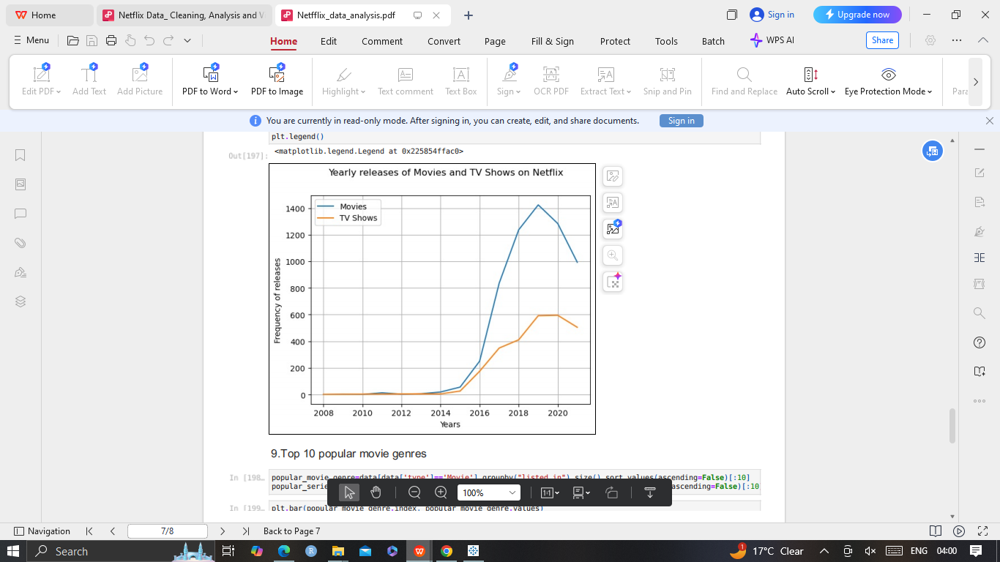 Home
Netflix Data_ Cleaning, Analysis and V
Netfflix_data_analysis.pdf
Sign in
Upgrade now
Menu
Home
Edit
Comment
Convert
Page
Fill & Sign
Protect
Tools
Batch
WPS AI
Share
Edit PDF
Add Text
Add Picture
PDF to Word
PDF to Image
Highlight
Text comment
Text Box
Sign
OCR PDF
Extract Text
Snip and Pin
Find and Replace
Auto Scroll
Eye Protection Mode
Para
You are currently in read-only mode. After signing in, you can create, edit, and share documents.
Sign in
plt.legend()
Out[197]:
<matplotlib.legend.Legend at 0x225854ffac0>
Yearly releases of Movies and TV Shows on Netflix
Movies
TV Shows
1400
1200
1000
800
600
400
200
0
Frequency of releases
2008 2010 2012 2014 2016 2018 2020
Years
9.Top 10 popular movie genres
In [198…
popular_movie_genre=data[data['type']=='Movie'].groupby("listed_in").size().sort_values(ascending=False)[:10]
popular_serie ascending=False)[:10
In [199…
plt.bar(popular_movie_genre.index, popular_movie_genre.values)
100%
1:1
Navigation
7/8
Back to Page 7
Search
1
17°C Clear
ENG
04:00